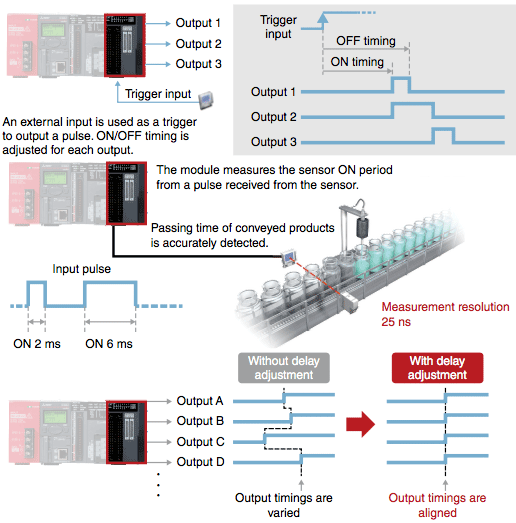 Output 1
Output 2
Output 3
Trigger input
An external input is used as a trigger
to output a pulse. ON/OFF timing is
adjusted for each output.
Trigger
input
OFF timing
ON timing
Output 1
Output 2
Output 3
The module measures the sensor ON period
from a pulse received from the sensor.
Passing time of conveyed products
is accurately detected.
Input pulse
ON 2 ms
ON 6 ms
Measurement resolution
25 ns
Without delay
adjustment
With delay
adjustment
Output A
Output B
Output C
Output D
Output timings are
varied
Output timings are
aligned